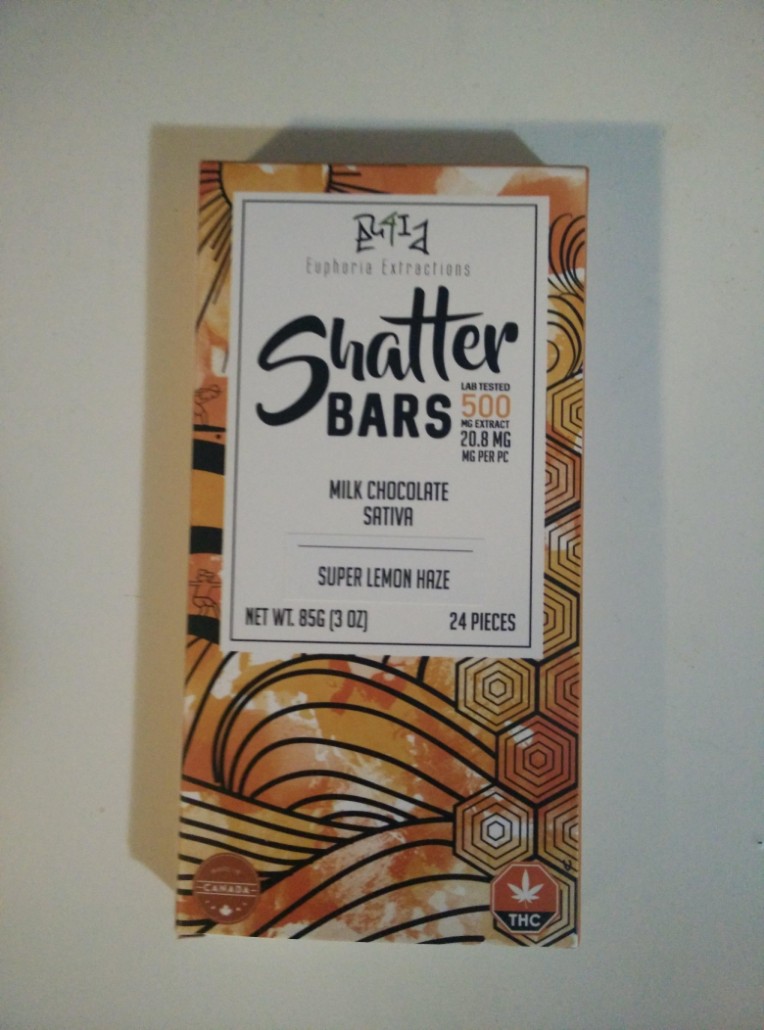 Euphoria Extractions
Shatter
BARS
LAB TESTED
500
MG EXTRACT
20.8 MG
MG PER PC
MILK CHOCOLATE
SATIVA
SUPER LEMON HAZE
NET WT. 85G (3 OZ)
24 PIECES
CANADA
THC